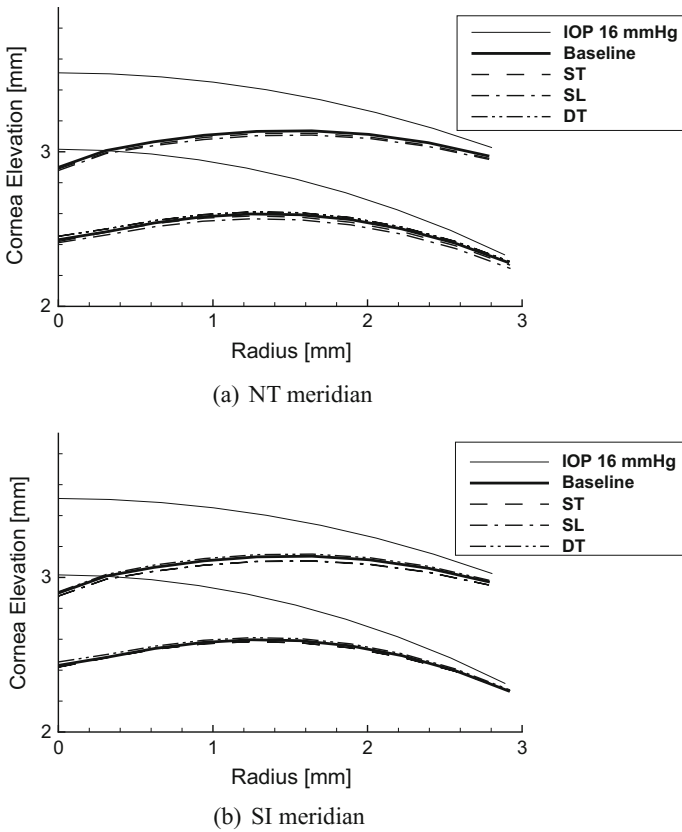 IOP 16 mmHg
Baseline
ST
SL
DT
Cornea Elevation [mm]
3
2
0 1 2 3
Radius [mm]
(a) NT meridian
IOP 16 mmHg
Baseline
ST
SL
DT
Cornea Elevation [mm]
3
2
0 1 2 3
Radius [mm]
(b) SI meridian